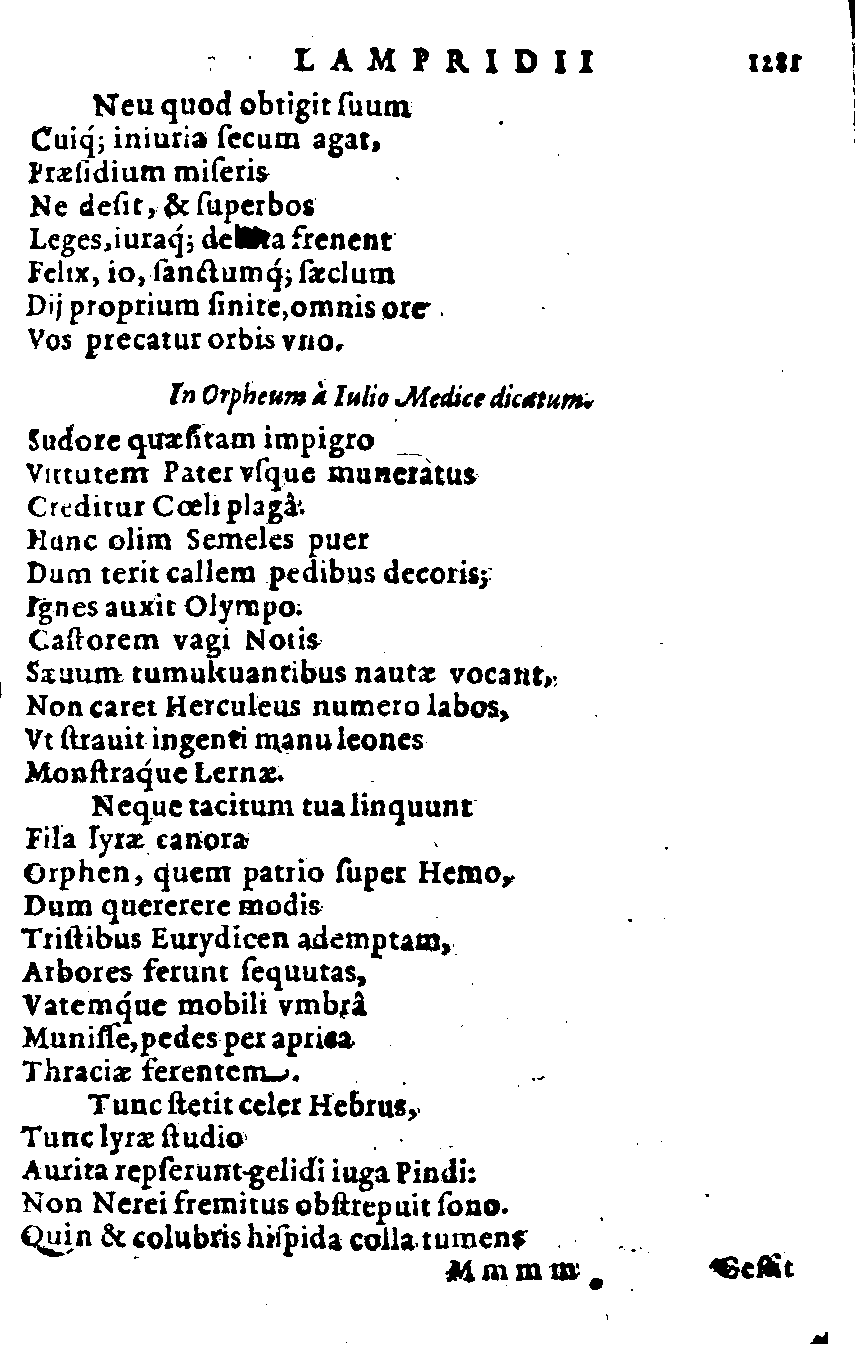 LAMPRIDII 1281
Neu quod obtigit ſuum
Cuiq́; iniuria ſecum agat,
Præſidium miſeris
Ne deſit, & ſuperbos
Leges, iuraq́; frenent
Felix, io, ſanctumq́; ſæclum
Dij proprium ſinite, omnis ore
Vos precatur orbis vno.
In Orpheum à Iulio Medice dicatum.
Sudore quæſitam impigro
Virtutem Pater vſque muneratus
Creditur Cœli plagâ.
Hanc olim Semeles puer
Dum terit callem pedibus decoris;
Ignes auxit Olympo.
Caſtorem vagi Notis
Sæuum tumultuantibus nautæ vocant,
Non caret Herculeus numero labos,
Vt ſtrauit ingenti manu leones
Monſtraq́ue Lernæ.
Neque tacitum tua linquunt
Fila lyræ canora
Orpheu, quem patrio ſuper Hemo,
Dum quererere modis
Triſtibus Eurydicen ademptam,
Arbores ferunt ſequutas,
Vatemq́ue mobili vmbrâ
Muniſſe, pedes per aprica
Thraciæ ferentem.
Tunc ſtetit celer Hebrus,
Tunc lyræ ſtudio
Aurita repſerunt gelidi iuga Pindi:
Non Nerei fremitus obſtrepuit ſono.
Quin & colubris hiſpida colla tumens
Mmmm Geſſit